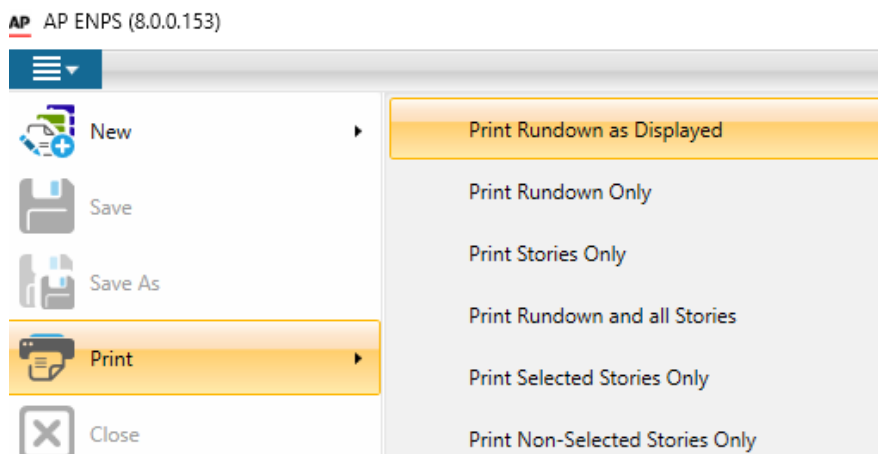 AP AP ENPS (8.0.0.153)
New
Save
Save As
Print
Close
Print Rundown as Displayed
Print Rundown Only
Print Stories Only
Print Rundown and all Stories
Print Selected Stories Only
Print Non-Selected Stories Only